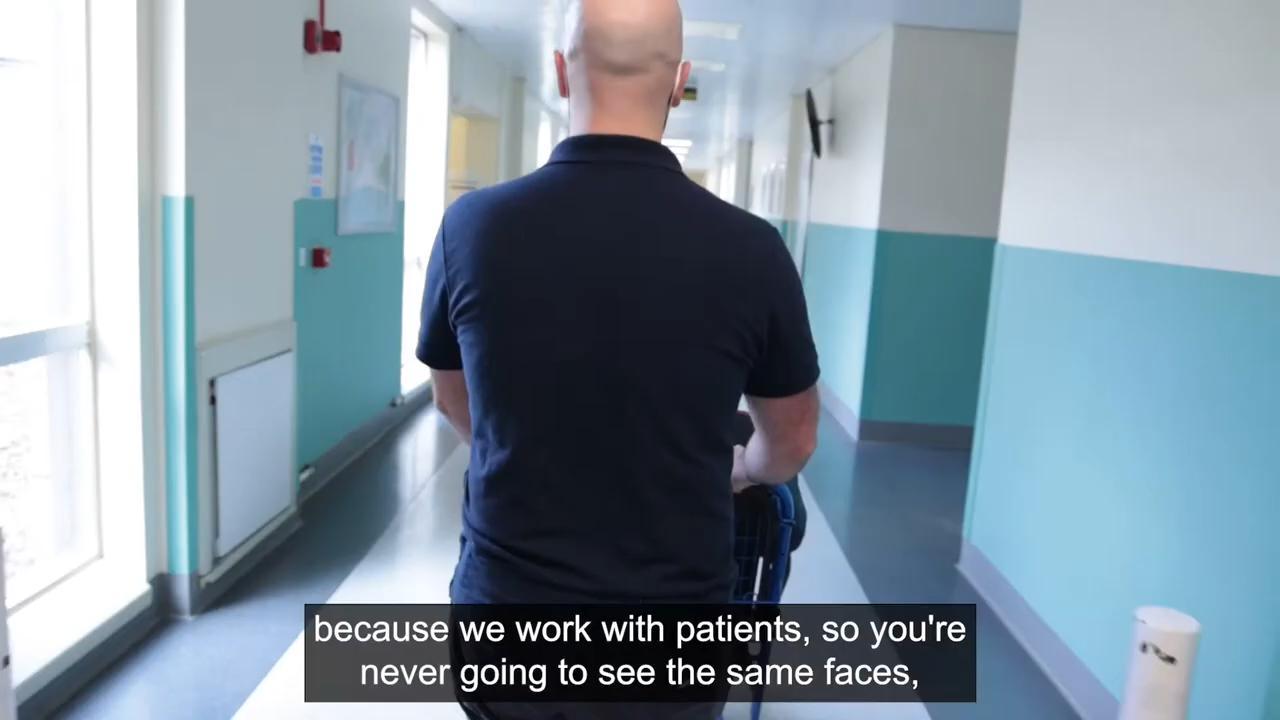 because we work with patients, so you're
never going to see the same faces,